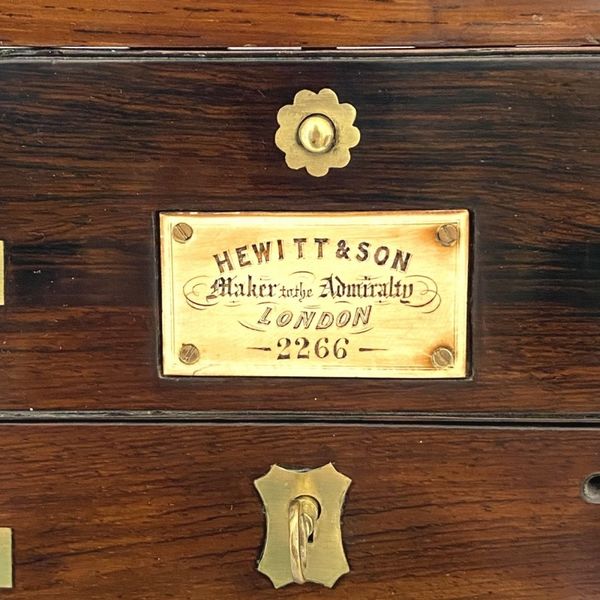 HEWITT & SON
Maker to the Admiralty
LONDON
2266